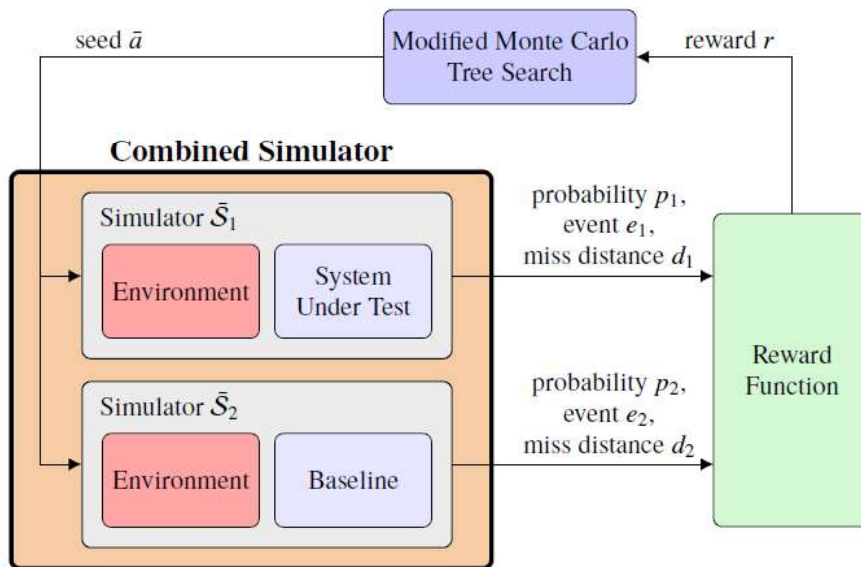 seed ā
Modified Monte Carlo
Tree Search
reward r
Combined Simulator
Simulator S̄₁
Environment
System
Under Test
probability p₁,
event e₁,
miss distance d₁
Simulator S̄₂
Environment
Baseline
probability p₂,
event e₂,
miss distance d₂
Reward
Function